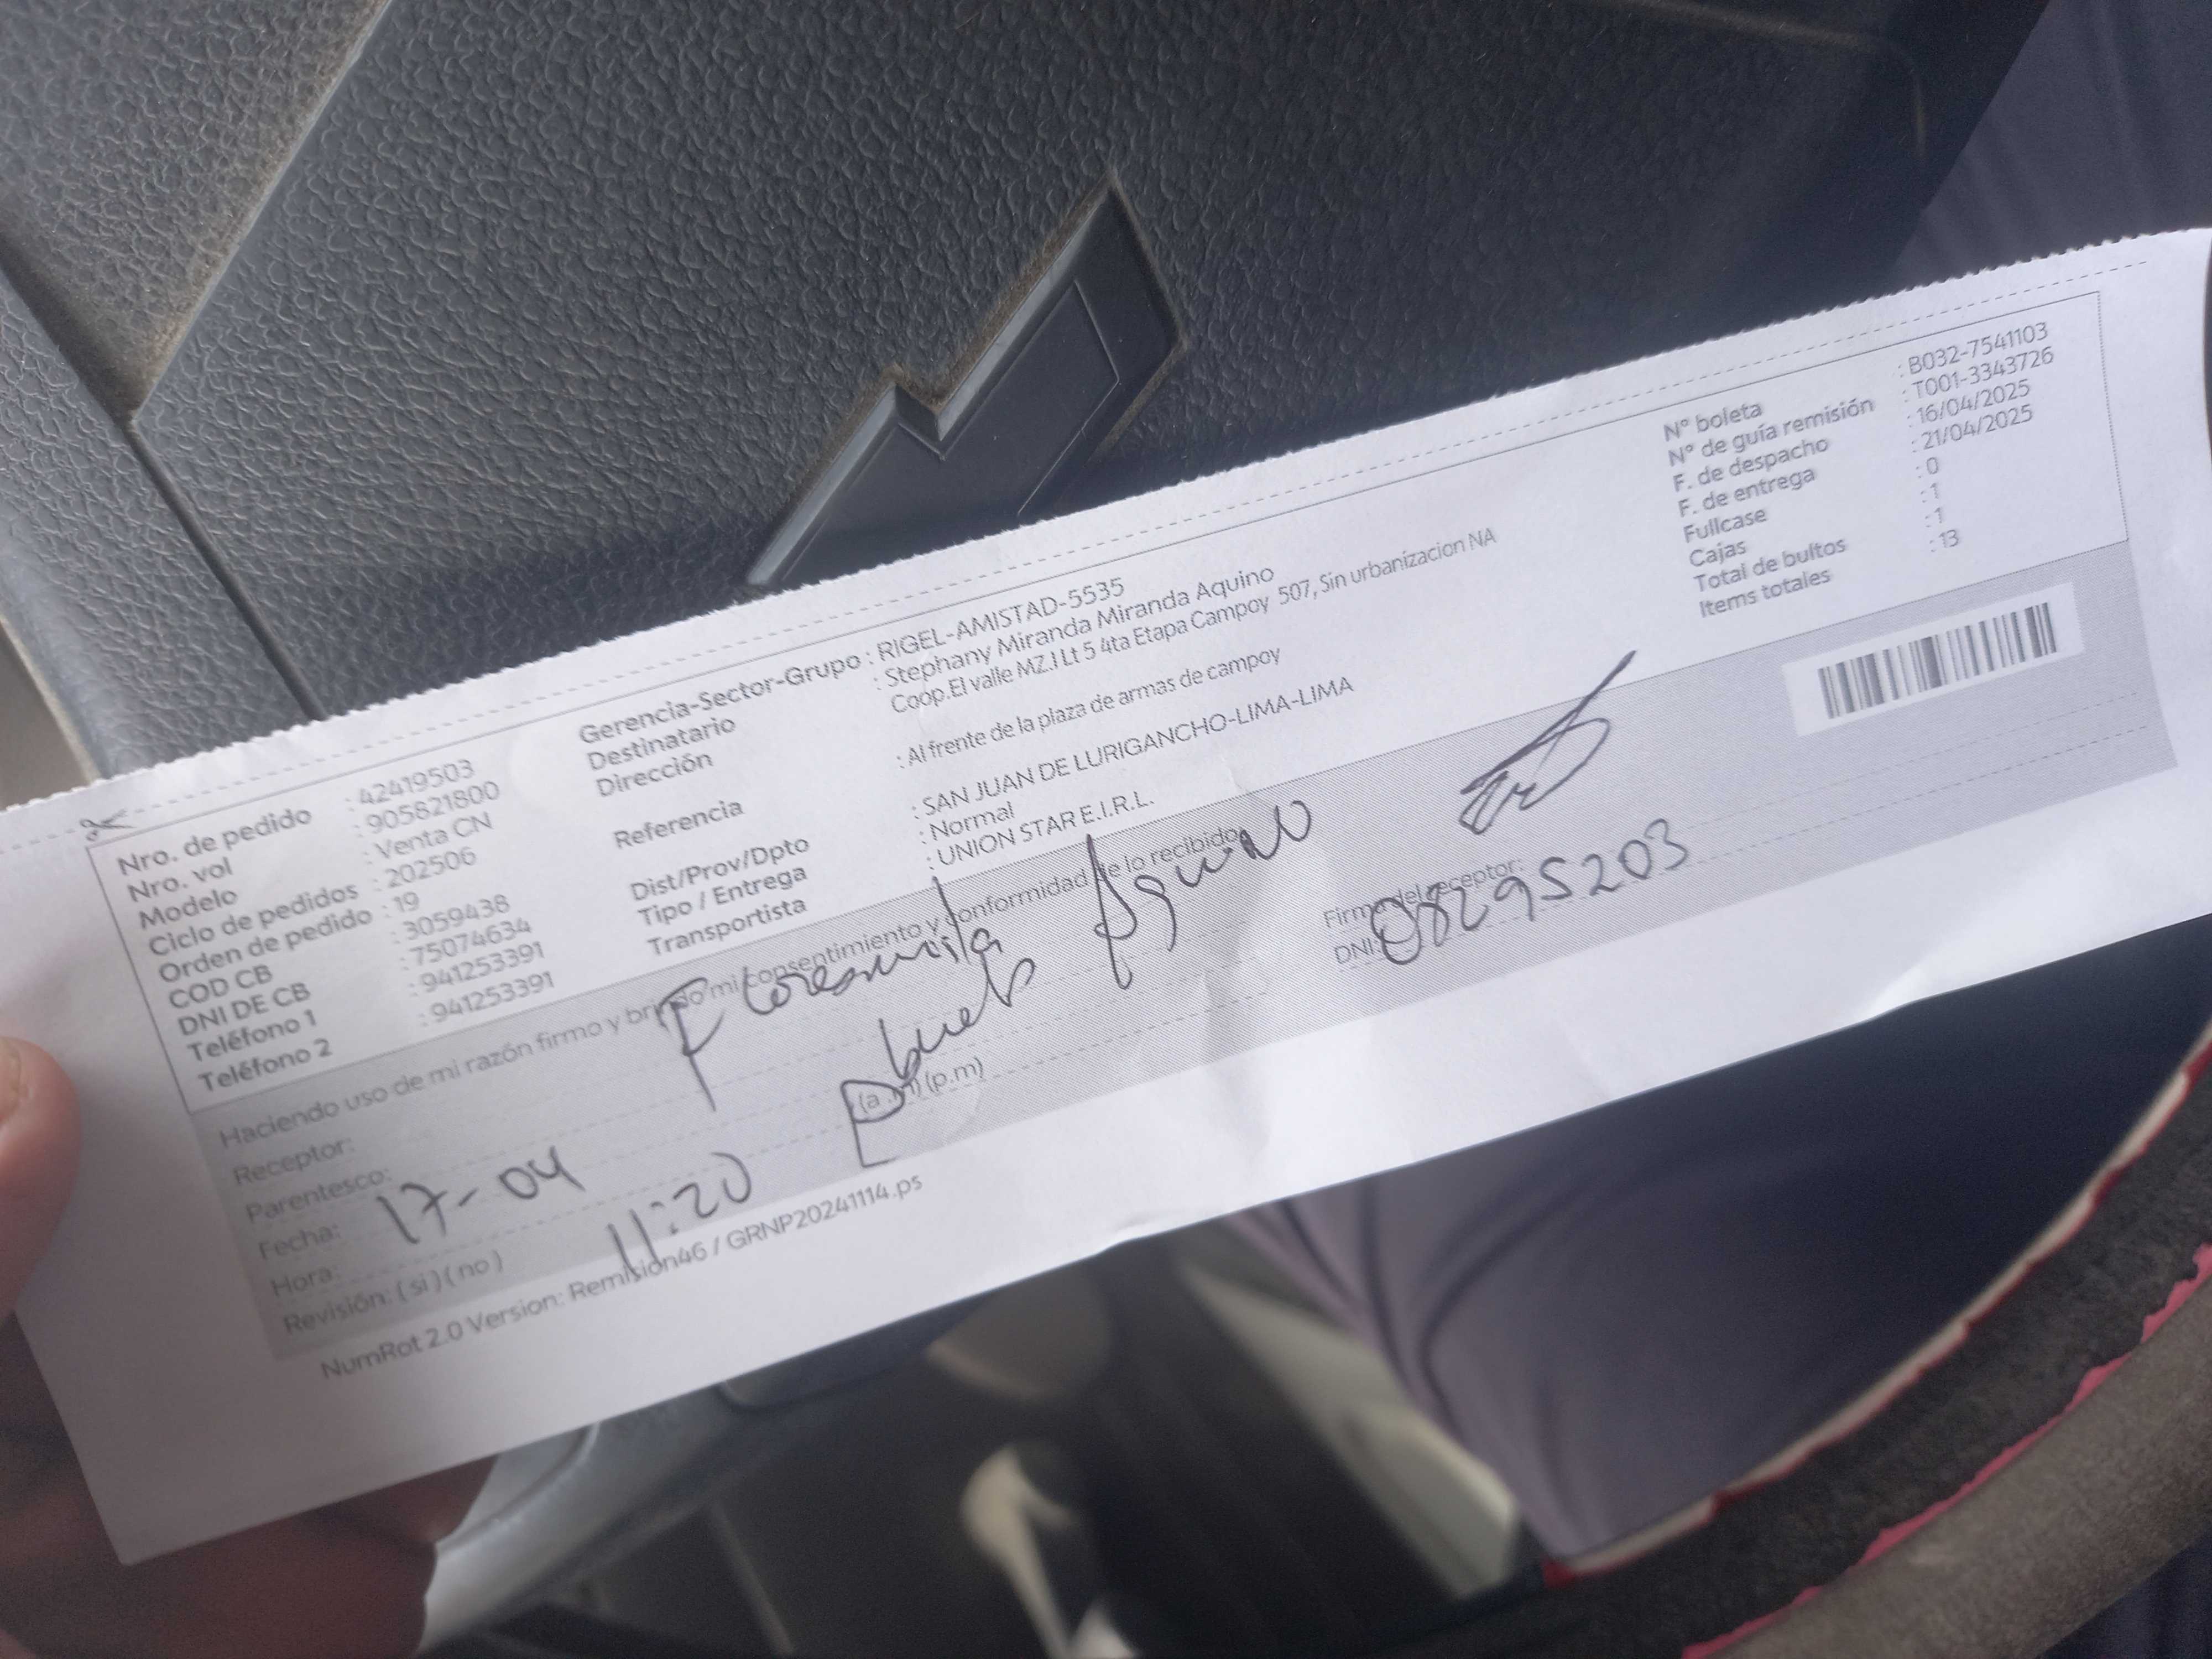 Nro. de pedido : 42419503
Nro. vol : 905821800
Modelo : Venta CN
Ciclo de pedidos : 202506
Orden de pedido : 19
COD CB : 3059438
DNI DE CB : 75074634
Teléfono 1 : 941253391
Teléfono 2 : 941253391
Gerencia-Sector-Grupo : RIGEL-AMISTAD-5535
Destinatario : Stephany Miranda Miranda Aquino
Dirección Coop.El valle MZ.I Lt 5 4ta Etapa Campoy 507, Sin urbanizacion NA
Referencia : Al frente de la plaza de armas de campoy
Dist/Prov/Dpto : SAN JUAN DE LURIGANCHO-LIMA-LIMA
Tipo / Entrega : Normal
Transportista : UNION STAR E.I.R.L.
N° boleta : B032-7541103
N° de guía remisión : T001-3343726
F. de despacho : 16/04/2025
F. de entrega : 21/04/2025
Fullcase : 0
Cajas : 1
Total de bultos : 1
Items totales : 13
Haciendo uso de mi razón firmo y brindo mi consentimiento y conformidad de lo recibido
Receptor: Aquino
Parentesco: Abuela
Fecha: 17-04
Hora: 11:20 (a.m) (p.m)
Revisión: ( si ) ( no )
Firma del receptor:
DNI: 08295203
NumRot 2.0 Version: Remision46 / GRNP20241114.ps